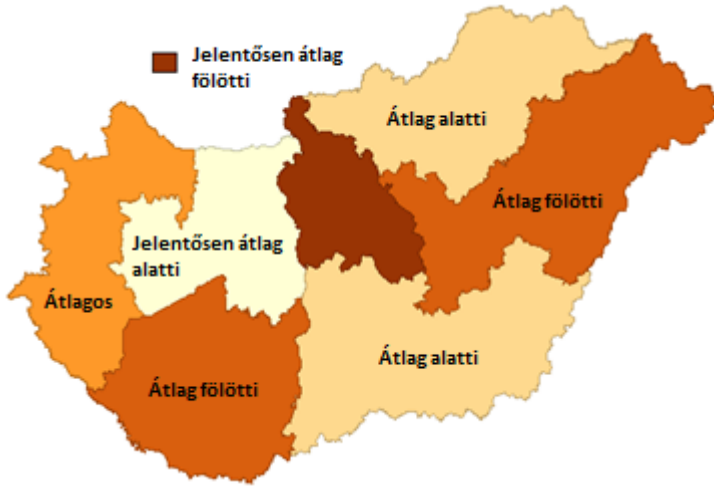 Jelentősen átlag
fölötti
Átlag alatti
Átlag fölötti
Jelentősen átlag
alatti
Átlagos
Átlag alatti
Átlag fölötti